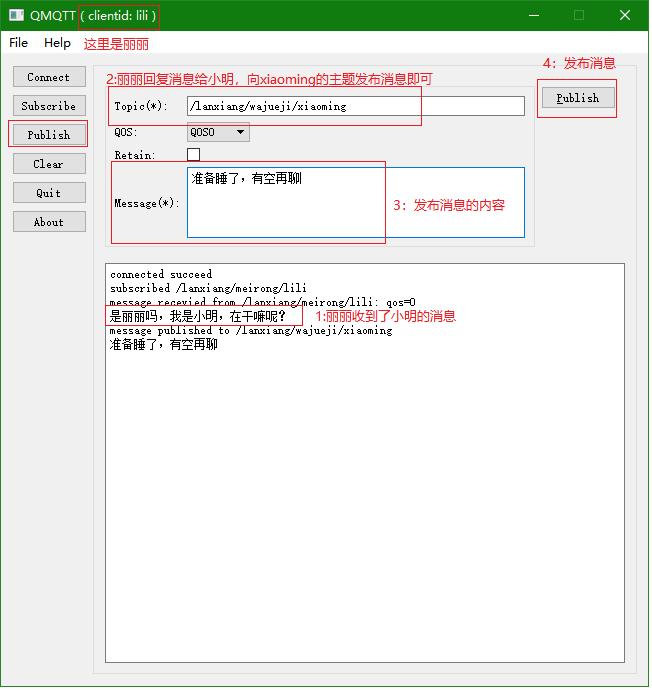 QMQTT ( clientid: lili )
File Help 这里是丽丽
4：发布消息
2:丽丽回复消息给小明，向xiaoming的主题发布消息即可
Connect
Subscribe
Publish
Clear
Quit
About
Topic(*): /lanxiang/wajueji/xiaoming
Publish
QOS: QOS0
Retain:
Message(*): 准备睡了，有空再聊
3：发布消息的内容
connected succeed
subscribed /lanxiang/meirong/lili
message recevied from /lanxiang/meirong/lili: qos=0
是丽丽吗，我是小明，在干嘛呢？ 1:丽丽收到了小明的消息
message published to /lanxiang/wajueji/xiaoming
准备睡了，有空再聊